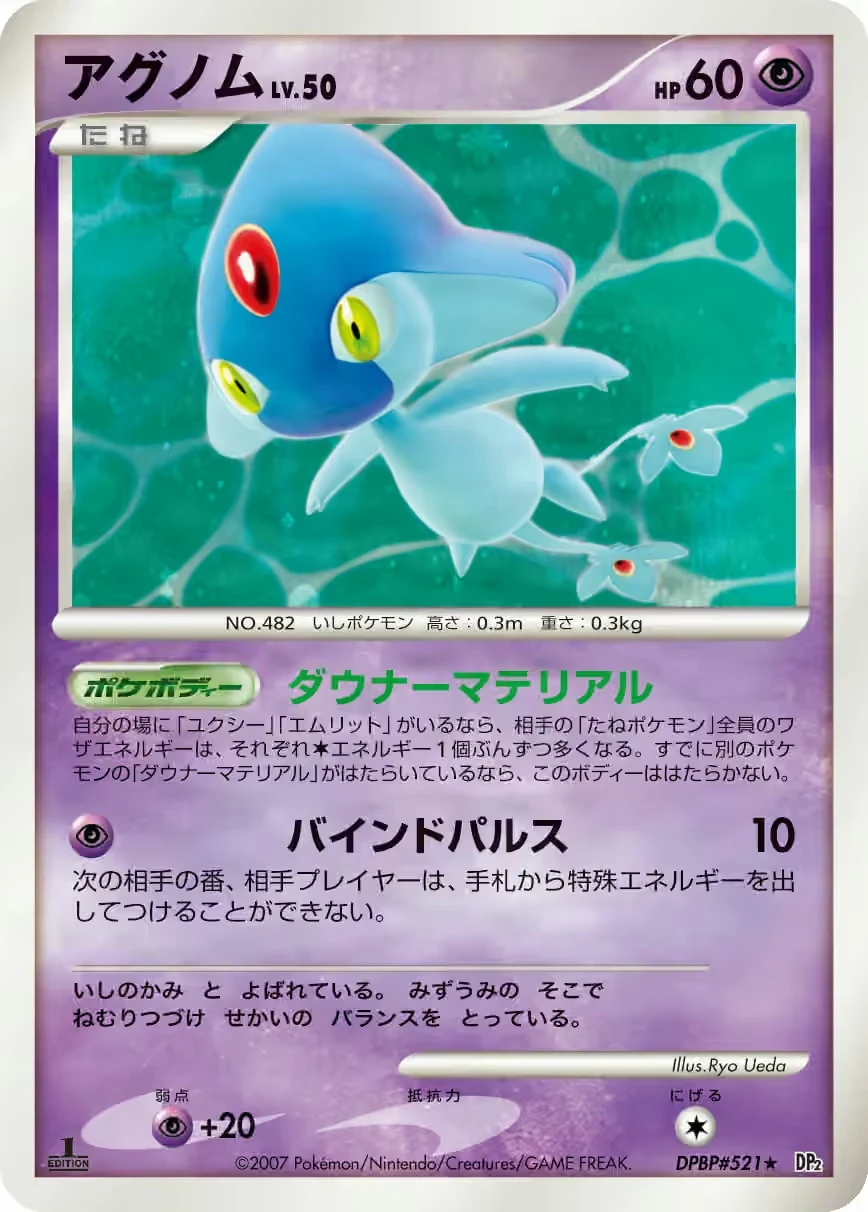 アグノム LV.50 HP60
たね
NO.482 いしポケモン 高さ:0.3m 重さ:0.3kg
ポケボディー ダウナーマテリアル
自分の場に「ユクシー」「エムリット」がいるなら、相手の「たねポケモン」全員のワ
ザエネルギーは、それぞれ✶エネルギー1個ぶんずつ多くなる。すでに別のポケ
モンの「ダウナーマテリアル」がはたらいているなら、このボディーははたらかない。
バインドパルス 10
次の相手の番、相手プレイヤーは、手札から特殊エネルギーを出
してつけることができない。
いしのかみ と よばれている。 みずうみの そこで
ねむりつづけ せかいの バランスを とっている。
Illus.Ryo Ueda
弱点 抵抗力 にげる
+20
1 EDITION ©2007 Pokémon/Nintendo/Creatures/GAME FREAK. DPBP#521★ DP2